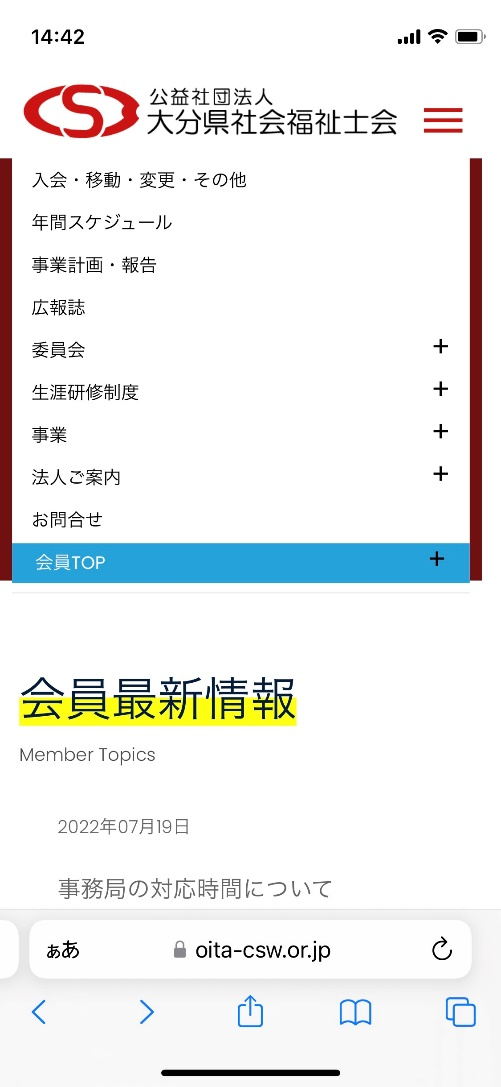 14:42
公益社団法人
大分県社会福祉士会
入会・移動・変更・その他
年間スケジュール
事業計画・報告
広報誌
委員会 +
生涯研修制度 +
事業 +
法人ご案内 +
お問合せ
会員TOP +
会員最新情報
Member Topics
2022年07月19日
事務局の対応時間について
ぁあ oita-csw.or.jp